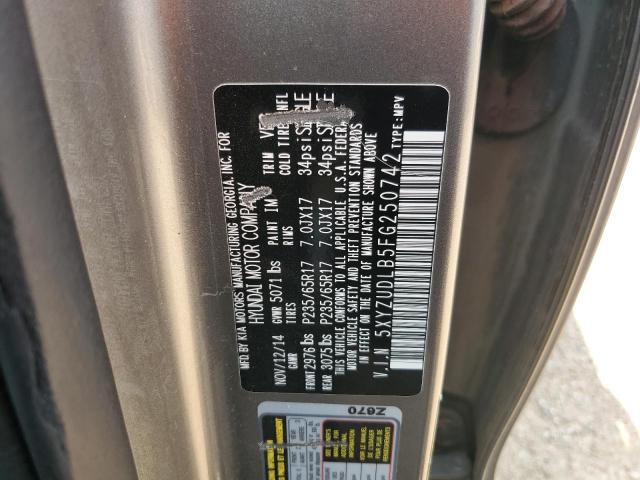 MFD BY KIA MOTORS MANUFACTURING GEORGIA, INC. FOR
HYUNDAI MOTOR COMPANY
NOV/12/14 GVWR 5071 lbs PAINT IM TRIM
GAWR TIRES RIMS COLD TIRE
FRONT 2976 lbs P235/65R17 7.0JX17 34psi
REAR 3075 lbs P235/65R17 7.0JX17 34psi
THIS VEHICLE CONFORMS TO ALL APPLICABLE U.S.A. FEDERAL
MOTOR VEHICLE SAFETY AND THEFT PREVENTION STANDARDS
IN EFFECT ON THE DATE OF MANUFACTURE SHOWN ABOVE
V.I.N 5XYZUDLB5FG250742 TYPE:MPV
Z670